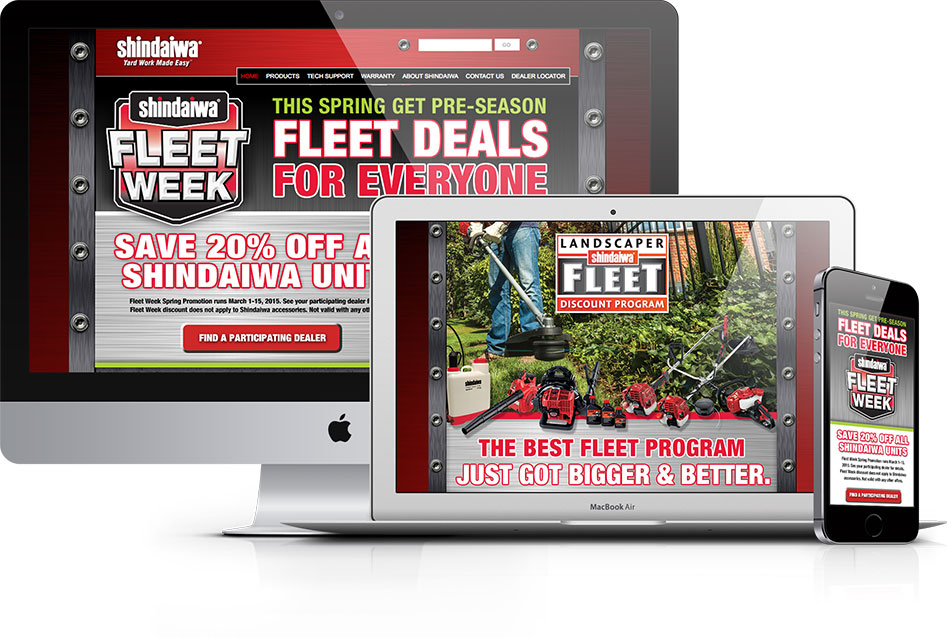 shindaiwa®
Yard Work Made Easy™
GO
HOME PRODUCTS TECH SUPPORT WARRANTY ABOUT SHINDAIWA CONTACT US DEALER LOCATOR
shindaiwa®
FLEET
WEEK
THIS SPRING GET PRE-SEASON
FLEET DEALS
FOR EVERYONE
SAVE 20% OFF A
SHINDAIWA UNIT
Fleet Week Spring Promotion runs March 1-15, 2015. See your participating dealer f
Fleet Week discount does not apply to Shindaiwa accessories. Not valid with any oth
FIND A PARTICIPATING DEALER
LANDSCAPER
shindaiwa®
FLEET
DISCOUNT PROGRAM
shindaiwa
THE BEST FLEET PROGRAM
JUST GOT BIGGER & BETTER.
MacBook Air
THIS SPRING GET PRE-SEASON
FLEET DEALS
FOR EVERYONE
shindaiwa
FLEET
WEEK
SAVE 20% OFF ALL
SHINDAIWA UNITS
Fleet Week Spring Promotion runs March 1-15,
2015. See your participating dealer for details.
Fleet Week discount does not apply to Shindaiwa
accessories. Not valid with any other offers.
FIND A PARTICIPATING DEALER